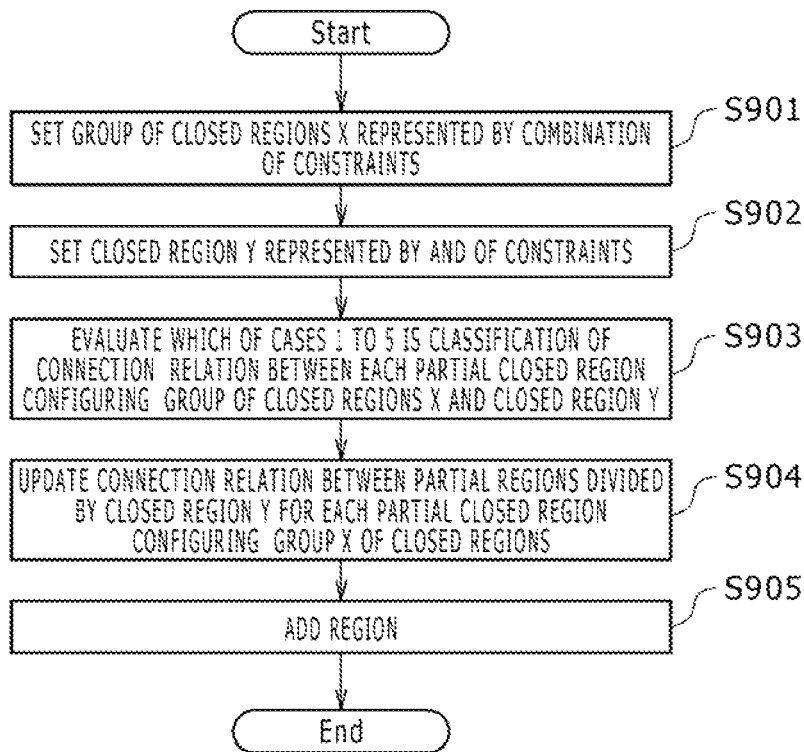 Start
SET GROUP OF CLOSED REGIONS X REPRESENTED BY COMBINATION
OF CONSTRAINTS
S901
SET CLOSED REGION Y REPRESENTED BY AND OF CONSTRAINTS
S902
EVALUATE WHICH OF CASES 1 TO 5 IS CLASSIFICATION OF
CONNECTION RELATION BETWEEN EACH PARTIAL CLOSED REGION
CONFIGURING GROUP OF CLOSED REGIONS X AND CLOSED REGION Y
S903
UPDATE CONNECTION RELATION BETWEEN PARTIAL REGIONS DIVIDED
BY CLOSED REGION Y FOR EACH PARTIAL CLOSED REGION
CONFIGURING GROUP X OF CLOSED REGIONS
S904
ADD REGION
S905
End